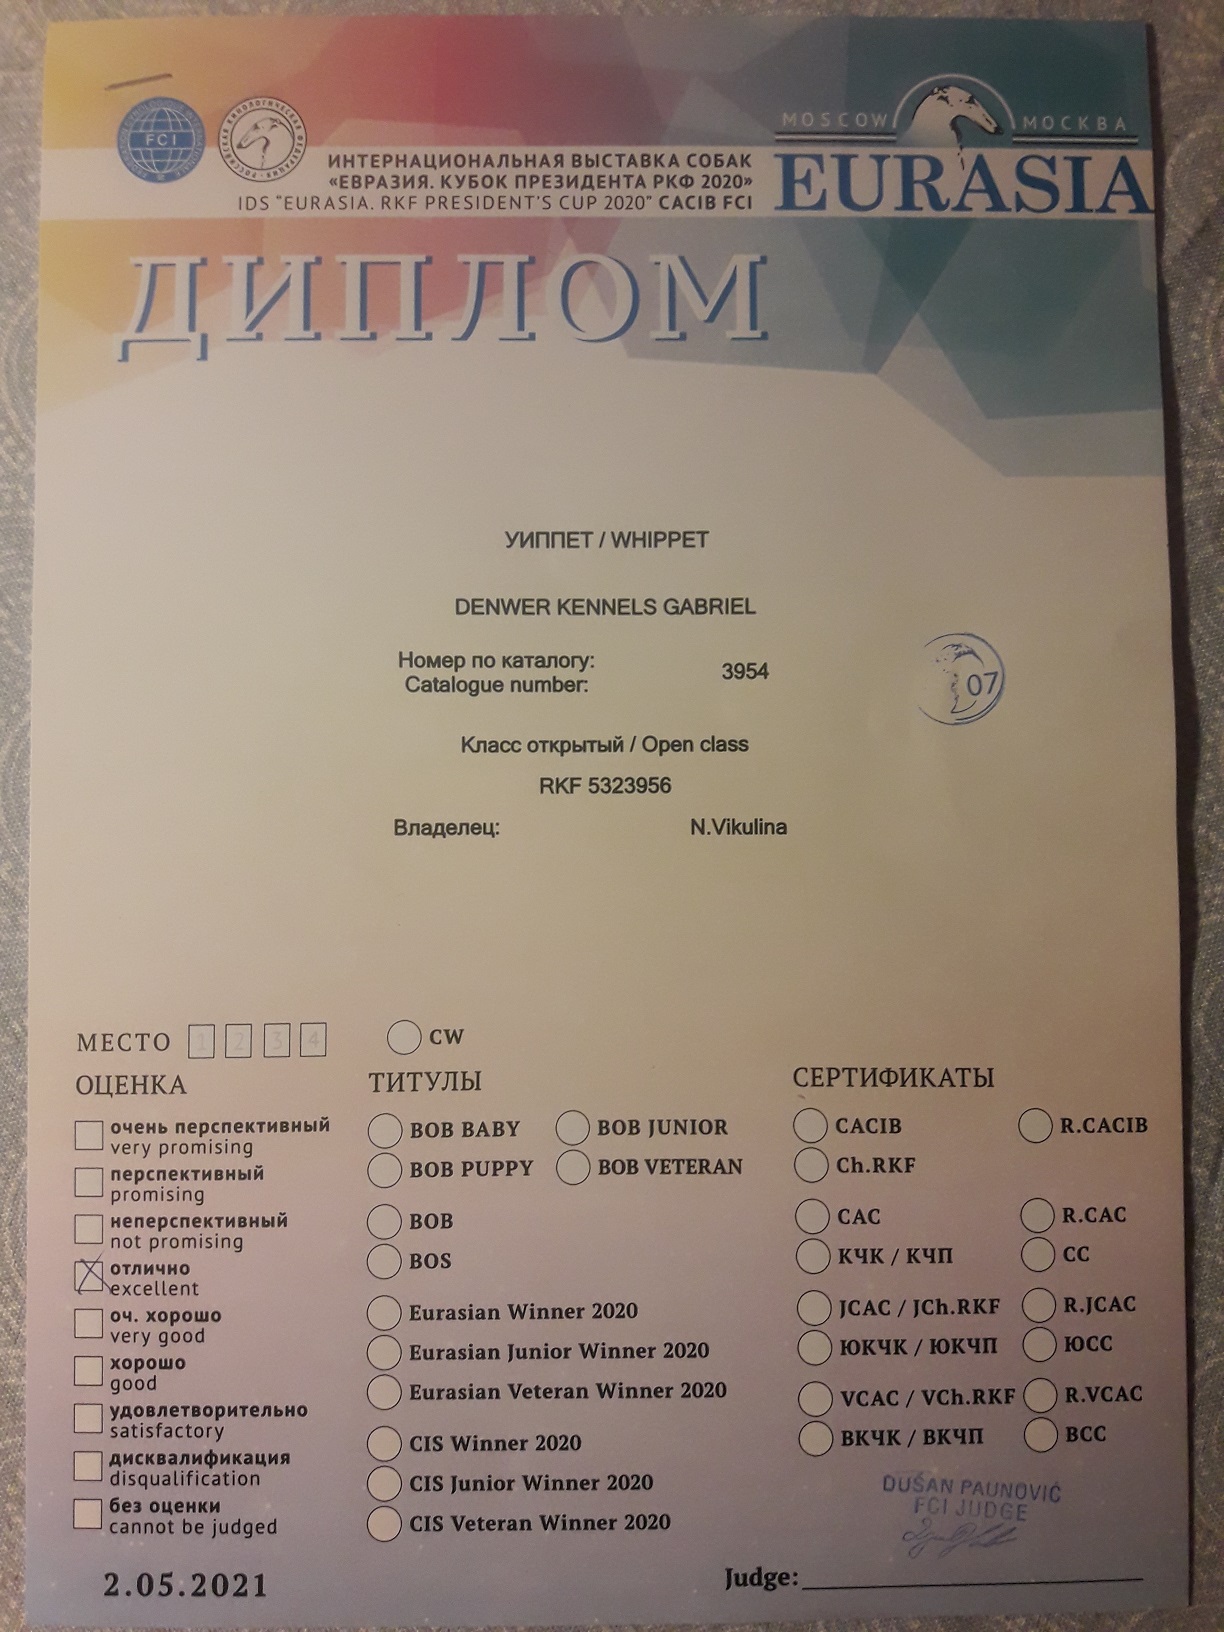 MOSCOW МОСКВА
FCI
ИНТЕРНАЦИОНАЛЬНАЯ ВЫСТАВКА СОБАК
«ЕВРАЗИЯ. КУБОК ПРЕЗИДЕНТА РКФ 2020»
IDS "EURASIA. RKF PRESIDENT'S CUP 2020" CACIB FCI
EURASIA
ДИПЛОМ
УИППЕТ / WHIPPET
DENWER KENNELS GABRIEL
Номер по каталогу: 3954
Catalogue number:
07
Класс открытый / Open class
RKF 5323956
Владелец: N.Vikulina
МЕСТО 1 2 3 4 CW
ОЦЕНКА
очень перспективный
very promising
перспективный
promising
неперспективный
not promising
отлично
excellent
оч. хорошо
very good
хорошо
good
удовлетворительно
satisfactory
дисквалификация
disqualification
без оценки
cannot be judged
ТИТУЛЫ
BOB BABY BOB JUNIOR
BOB PUPPY BOB VETERAN
BOB
BOS
Eurasian Winner 2020
Eurasian Junior Winner 2020
Eurasian Veteran Winner 2020
CIS Winner 2020
CIS Junior Winner 2020
CIS Veteran Winner 2020
СЕРТИФИКАТЫ
CACIB R.CACIB
Ch.RKF
CAC R.CAC
КЧК / КЧП СС
JCAC / JCh.RKF R.JCAC
ЮКЧК / ЮКЧП ЮСС
VCAC / VCh.RKF R.VCAC
ВКЧК / ВКЧП ВСС
DUŠAN PAUNOVIĆ
FCI JUDGE
2.05.2021
Judge: